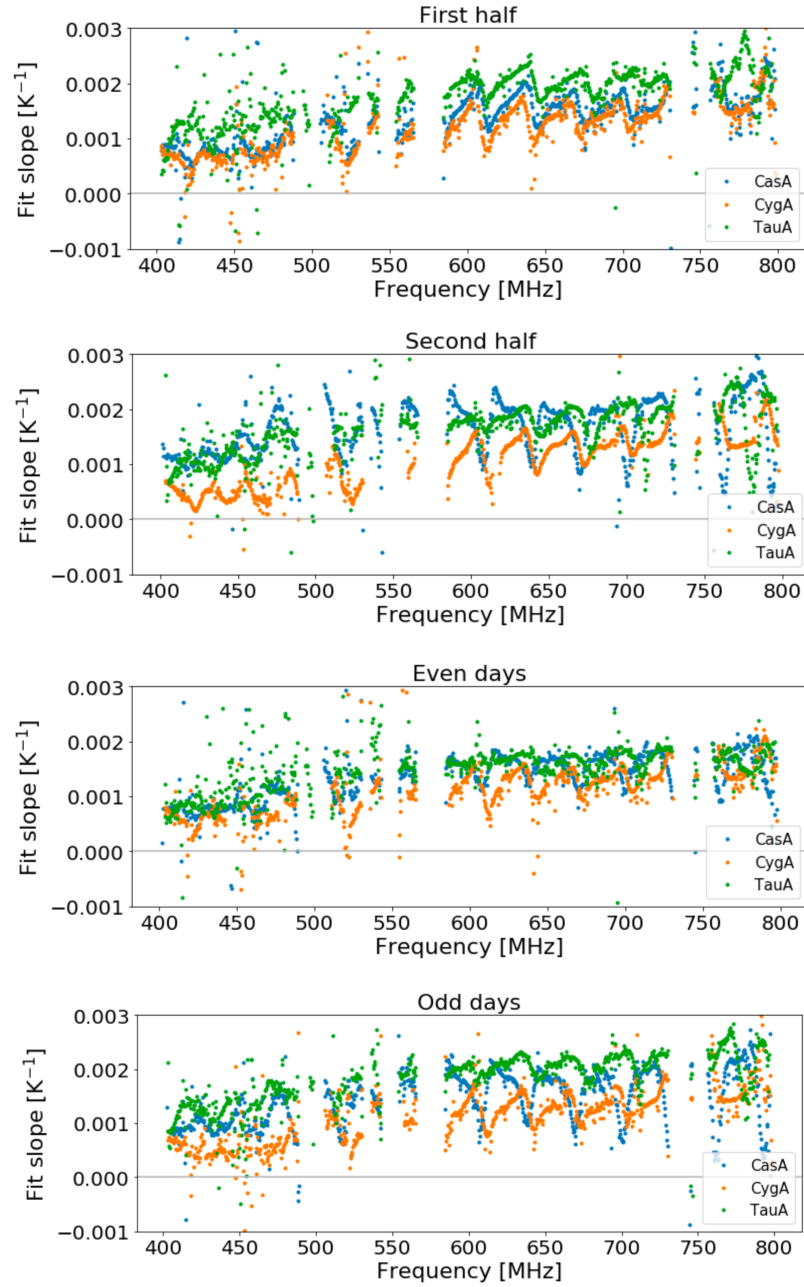 First half
Fit slope [K⁻¹]
0.003
0.002
0.001
0.000
−0.001
CasA
CygA
TauA
400 450 500 550 600 650 700 750 800
Frequency [MHz]
Second half
Fit slope [K⁻¹]
0.003
0.002
0.001
0.000
−0.001
CasA
CygA
TauA
400 450 500 550 600 650 700 750 800
Frequency [MHz]
Even days
Fit slope [K⁻¹]
0.003
0.002
0.001
0.000
−0.001
CasA
CygA
TauA
400 450 500 550 600 650 700 750 800
Frequency [MHz]
Odd days
Fit slope [K⁻¹]
0.003
0.002
0.001
0.000
−0.001
CasA
CygA
TauA
400 450 500 550 600 650 700 750 800
Frequency [MHz]